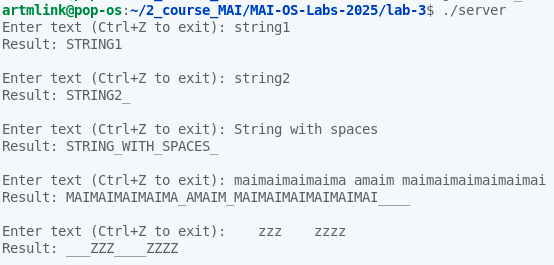 artmlink@pop-os:~/2_course_MAI/MAI-OS-Labs-2025/lab-3$ ./server
Enter text (Ctrl+Z to exit): string1
Result: STRING1
Enter text (Ctrl+Z to exit): string2
Result: STRING2_
Enter text (Ctrl+Z to exit): String with spaces
Result: STRING_WITH_SPACES_
Enter text (Ctrl+Z to exit): maimaimaimaima amaim maimaimaimaimaimai
Result: MAIMAIMAIMAIMA_AMAIM_MAIMAIMAIMAIMAIMAI____
Enter text (Ctrl+Z to exit):    zzz    zzzz
Result: ___ZZZ____ZZZZ